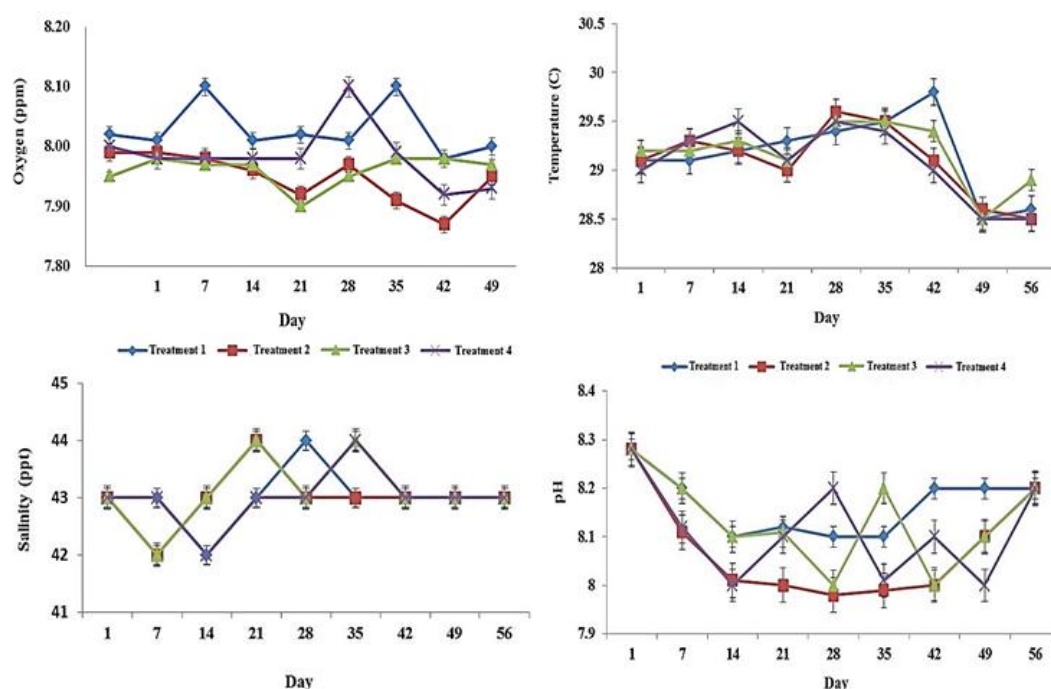 8.20
8.10
8.00
7.90
7.80
Oxygen (ppm)
1 7 14 21 28 35 42 49
Day
30.5
30
29.5
29
28.5
28
Temperature (C)
1 7 14 21 28 35 42 49 56
Day
Treatment 1 Treatment 2 Treatment 3 Treatment 4
45
44
43
42
41
Salinity (ppt)
1 7 14 21 28 35 42 49 56
Day
Treatment 1 Treatment 2 Treatment 3 Treatment 4
8.4
8.3
8.2
8.1
8
7.9
pH
1 7 14 21 28 35 42 49 56
Day